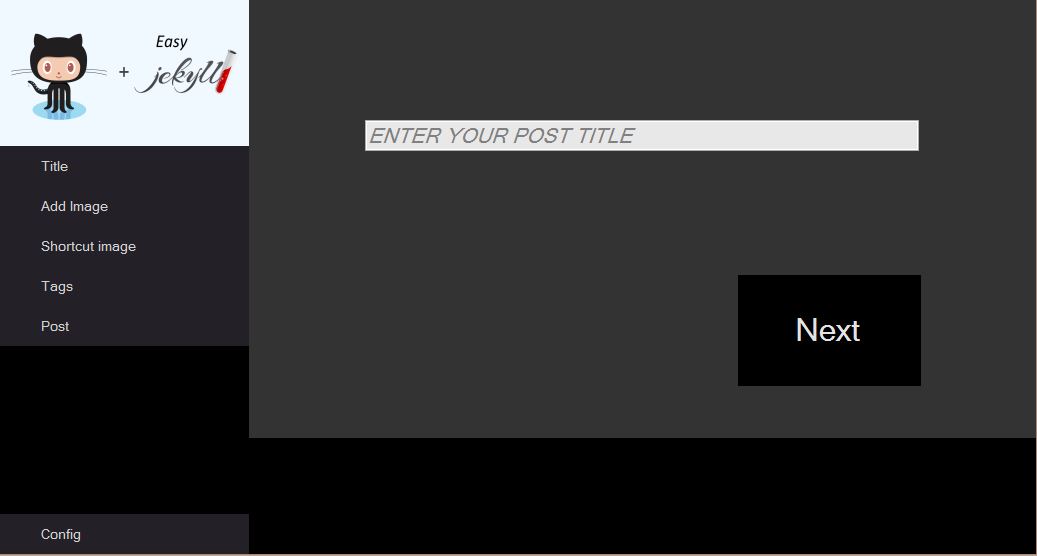 Easy
+ jekyll
Title
Add Image
Shortcut image
Tags
Post
Config
ENTER YOUR POST TITLE
Next